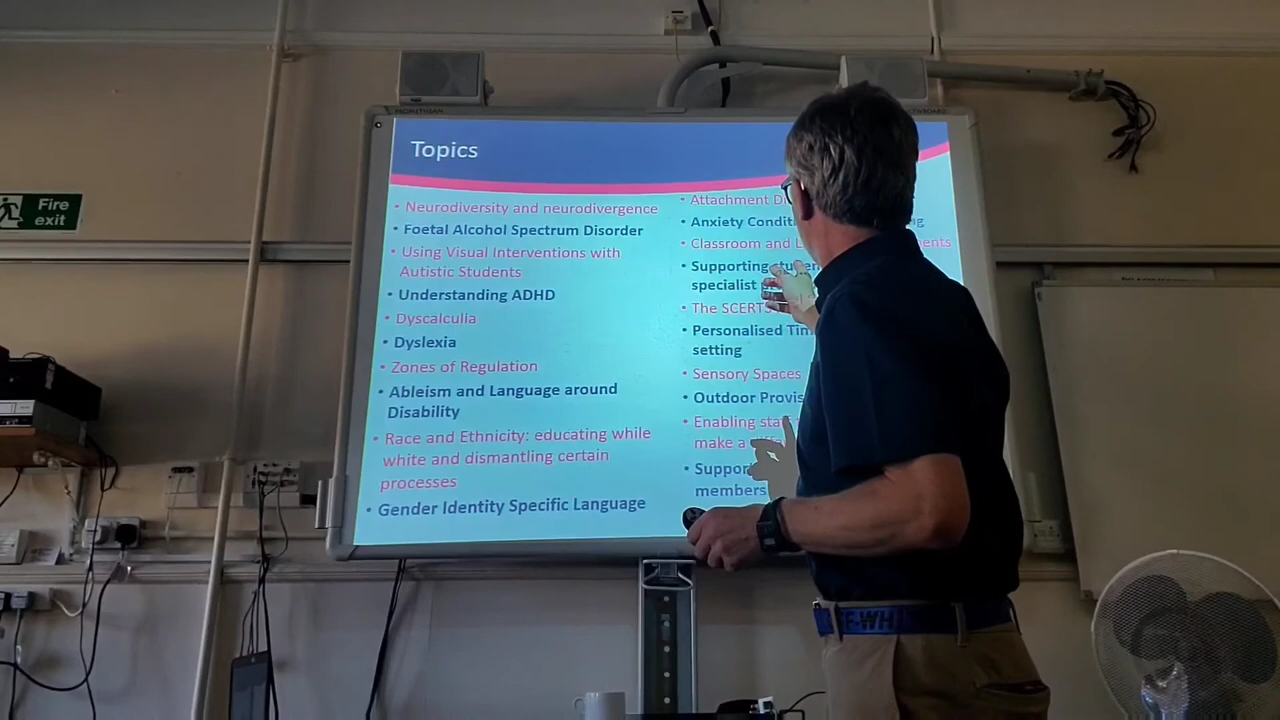 Topics
• Neurodiversity and neurodivergence
• Foetal Alcohol Spectrum Disorder
• Using Visual Interventions with
Autistic Students
• Understanding ADHD
• Dyscalculia
• Dyslexia
• Zones of Regulation
• Ableism and Language around
Disability
• Race and Ethnicity: educating while
white and dismantling certain
processes
• Gender Identity Specific Language
• Attachment
• Anxiety
• Classroom and
• Supporting
specialist
• The SCERTS
• Personalised
setting
• Sensory Spaces
• Outdoor
• Enabling
make a
members
Fire
exit